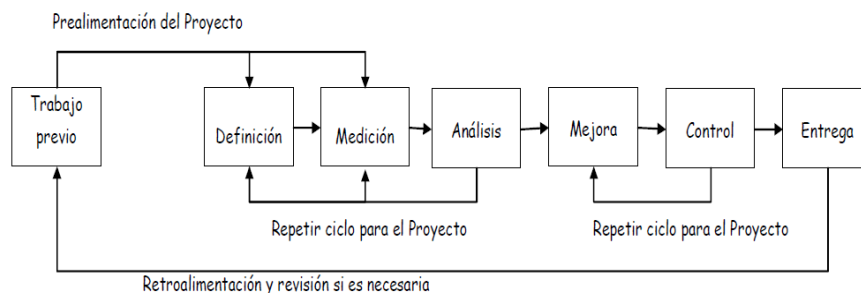 Prealimentación del Proyecto
Trabajo
previo
Definición
Medición
Análisis
Mejora
Control
Entrega
Repetir ciclo para el Proyecto
Repetir ciclo para el Proyecto
Retroalimentación y revisión si es necesaria